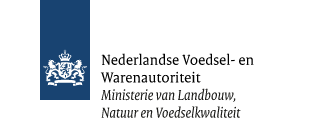 Nederlandse Voedsel- en
Warenautoriteit
Ministerie van Landbouw,
Natuur en Voedselkwaliteit